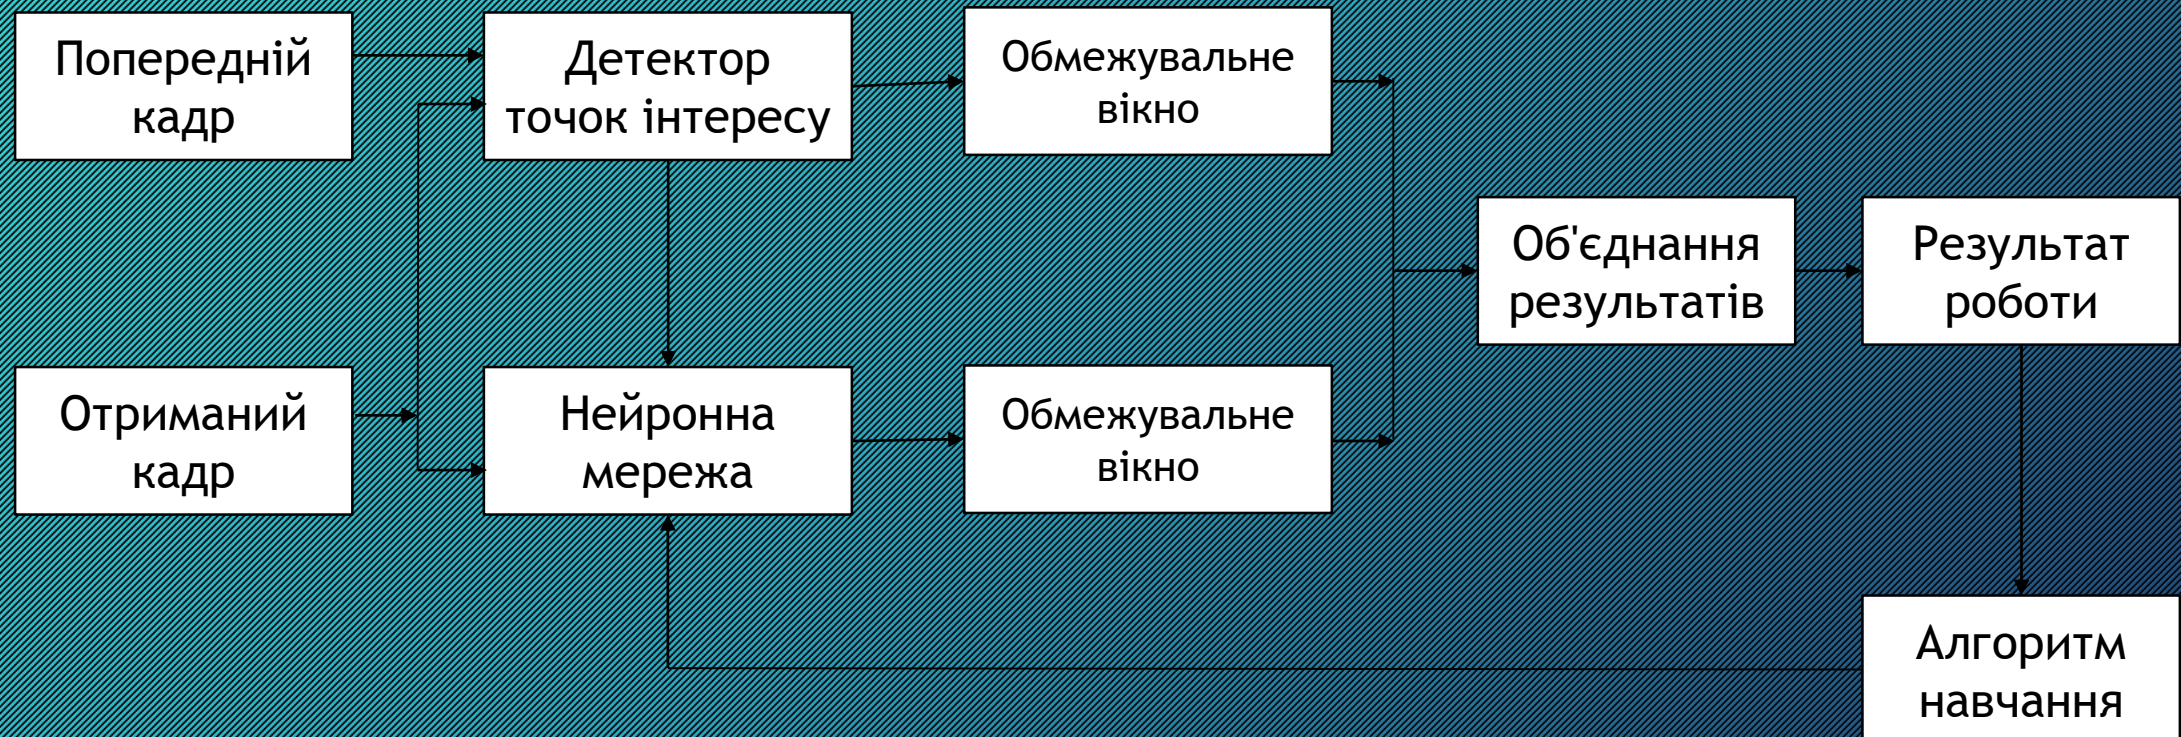 Попередній
кадр
Детектор
точок інтересу
Обмежувальне
вікно
Об'єднання
результатів
Результат
роботи
Отриманий
кадр
Нейронна
мережа
Обмежувальне
вікно
Алгоритм
навчання